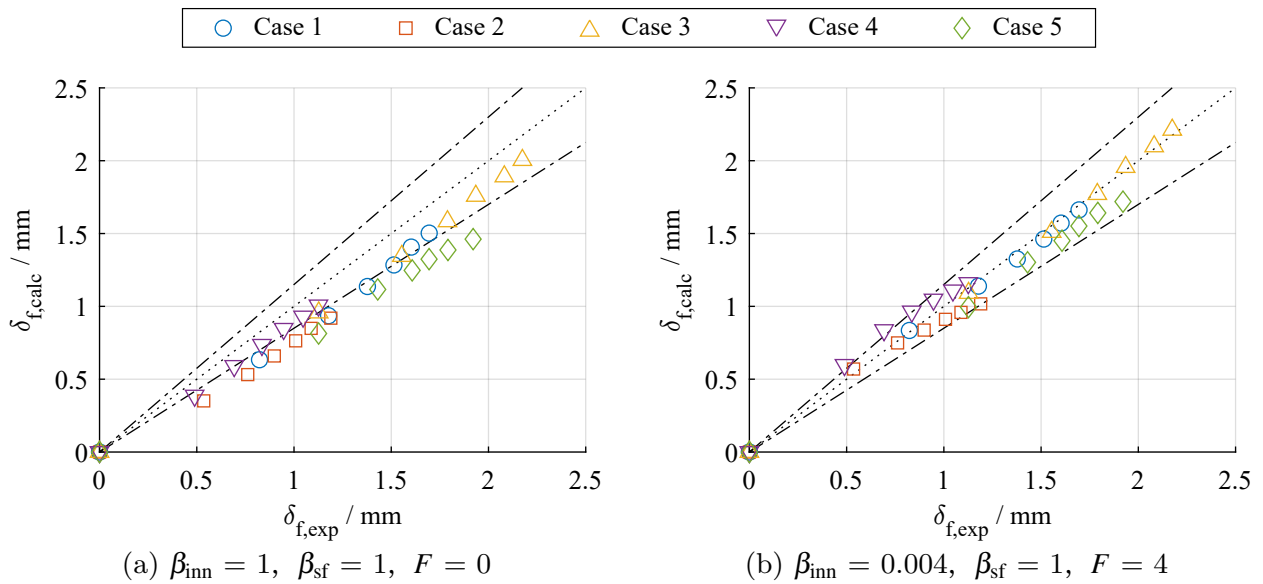 Case 1 Case 2 Case 3 Case 4 Case 5
2.5
2
1.5
1
0.5
0
0 0.5 1 1.5 2 2.5
δf,calc / mm
δf,exp / mm
(a) βinn = 1, βsf = 1, F = 0
2.5
2
1.5
1
0.5
0
0 0.5 1 1.5 2 2.5
δf,calc / mm
δf,exp / mm
(b) βinn = 0.004, βsf = 1, F = 4